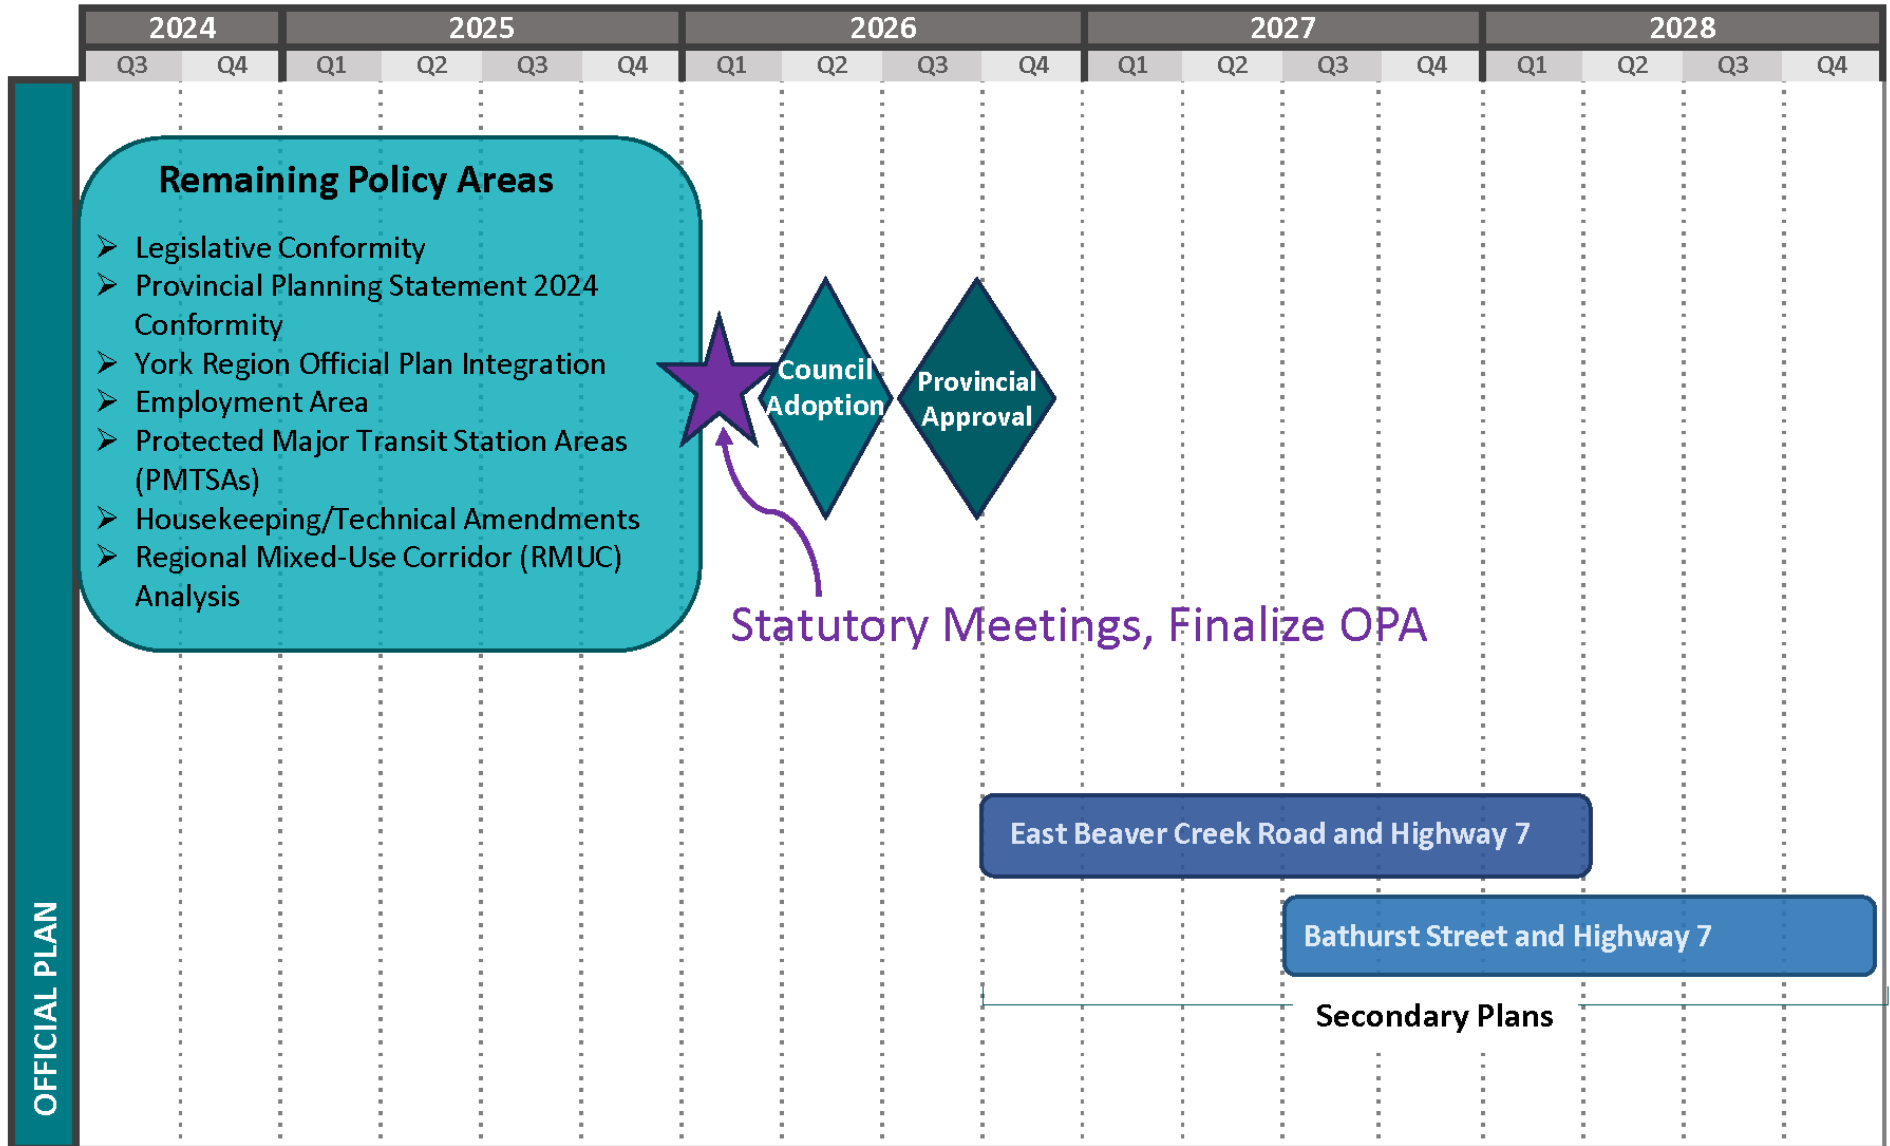 2024 2025 2026 2027 2028
Q3 Q4 Q1 Q2 Q3 Q4 Q1 Q2 Q3 Q4 Q1 Q2 Q3 Q4 Q1 Q2 Q3 Q4
OFFICIAL PLAN
Remaining Policy Areas
➢ Legislative Conformity
➢ Provincial Planning Statement 2024
Conformity
➢ York Region Official Plan Integration
➢ Employment Area
➢ Protected Major Transit Station Areas
(PMTSAs)
➢ Housekeeping/Technical Amendments
➢ Regional Mixed-Use Corridor (RMUC)
Analysis
Council
Adoption
Provincial
Approval
Statutory Meetings, Finalize OPA
East Beaver Creek Road and Highway 7
Bathurst Street and Highway 7
Secondary Plans